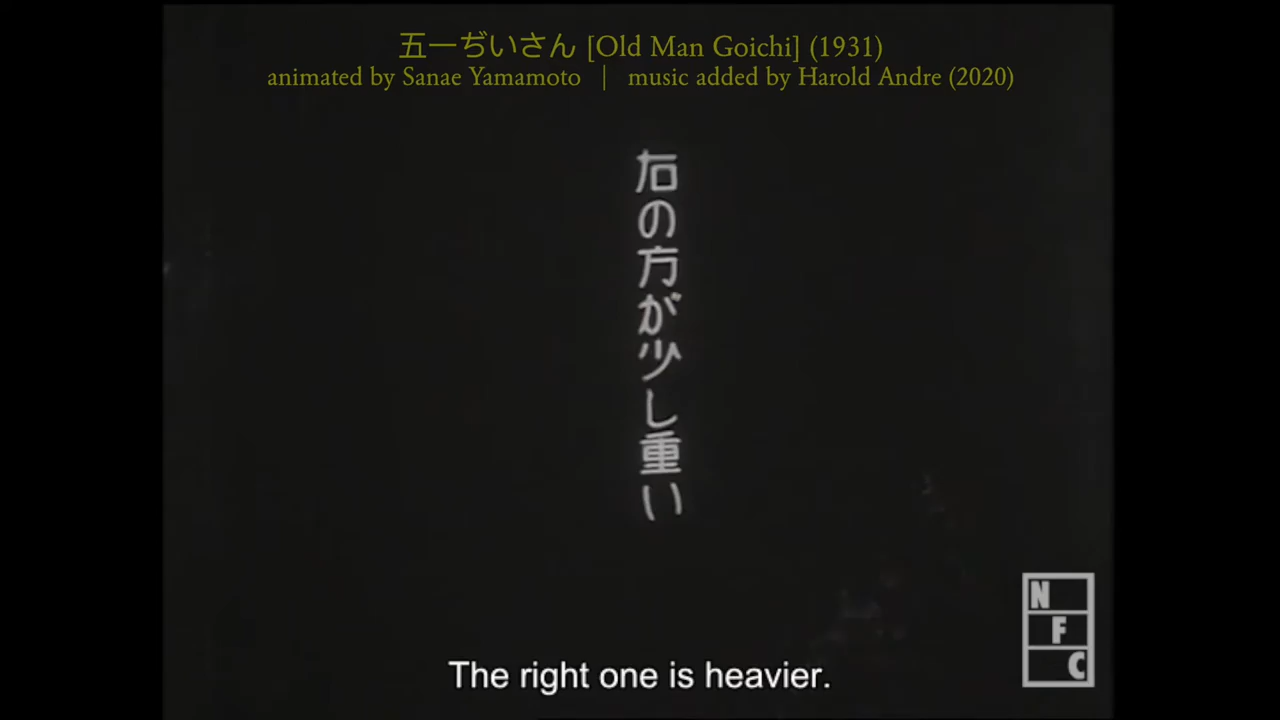 五一ぢいさん [Old Man Goichi] (1931)
animated by Sanae Yamamoto | music added by Harold Andre (2020)
右の方が少し重い
The right one is heavier.
N
F
C